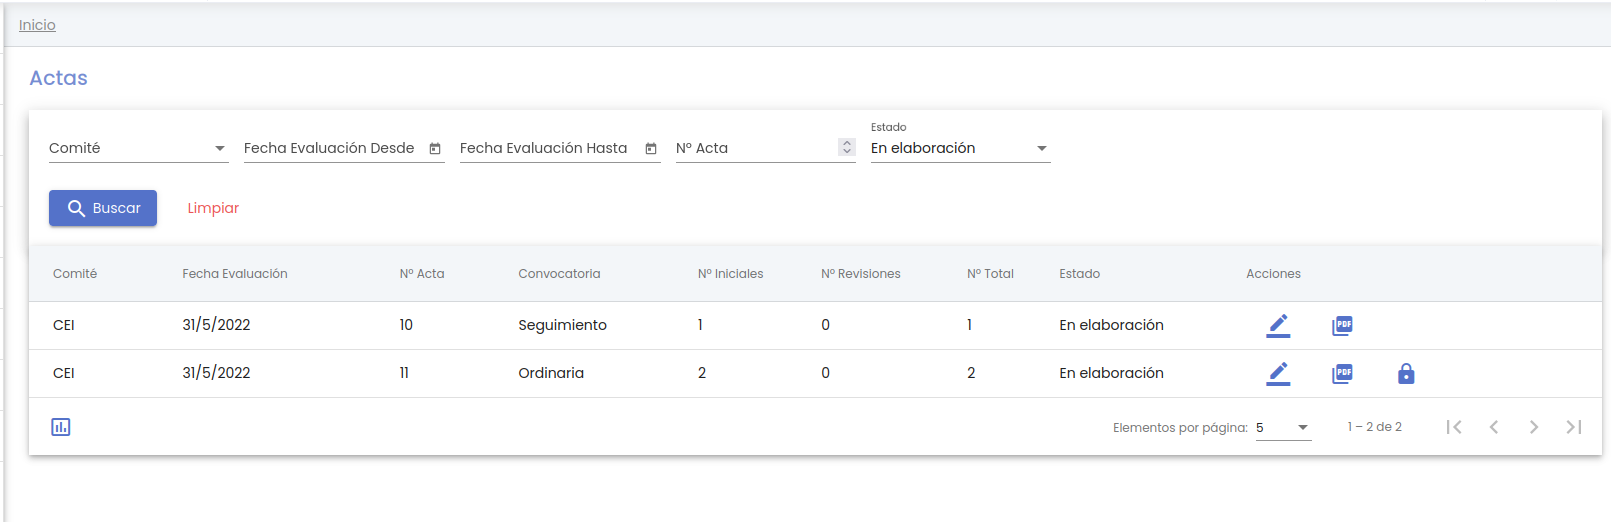 Inicio
Actas
Estado
Comité Fecha Evaluación Desde Fecha Evaluación Hasta Nº Acta En elaboración
Buscar Limpiar
Comité Fecha Evaluación Nº Acta Convocatoria Nº Iniciales Nº Revisiones Nº Total Estado Acciones
CEI 31/5/2022 10 Seguimiento 1 0 1 En elaboración PDF
CEI 31/5/2022 11 Ordinaria 2 0 2 En elaboración PDF
Elementos por página: 5 1 – 2 de 2